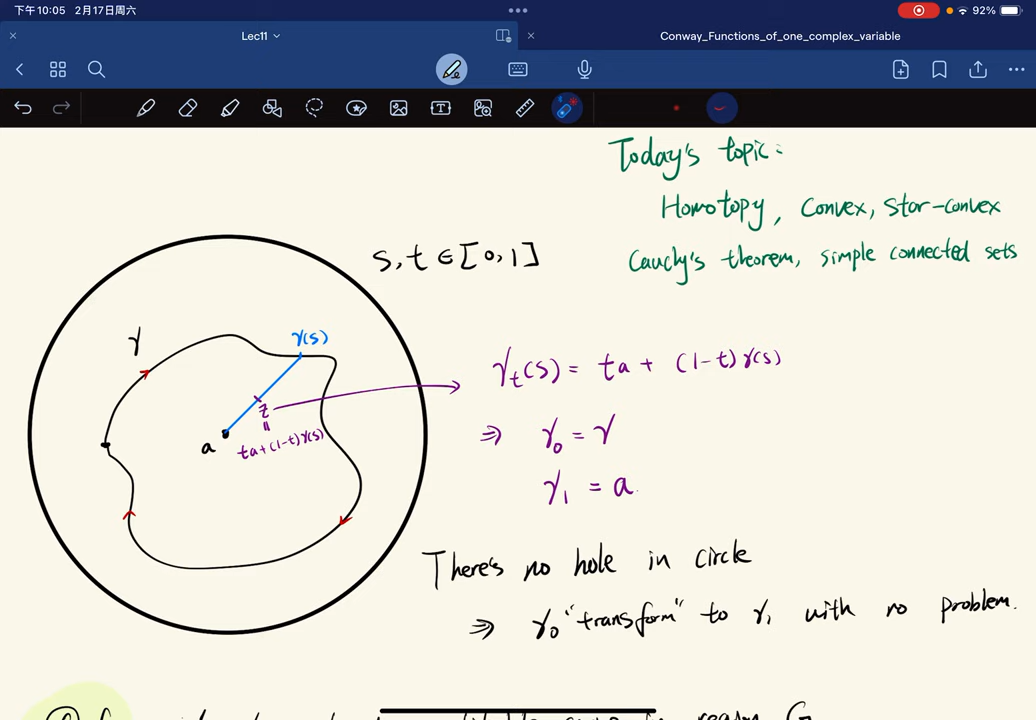 下午10:05 2月17日周六
92%
Lec11
Conway_Functions_of_one_complex_variable
Today's topic:
Homotopy, Convex, Star-convex
Cauchy's theorem, simple connected sets
s,t ∈ [0,1]
γ
γ(s)
z
=
a
ta+(1-t)γ(s)
γₜ(s) = ta + (1-t)γ(s)
⇒ γ₀ = γ
γ₁ = a.
There's no hole in circle
⇒ γ₀ "transform" to γ₁ with no problem.